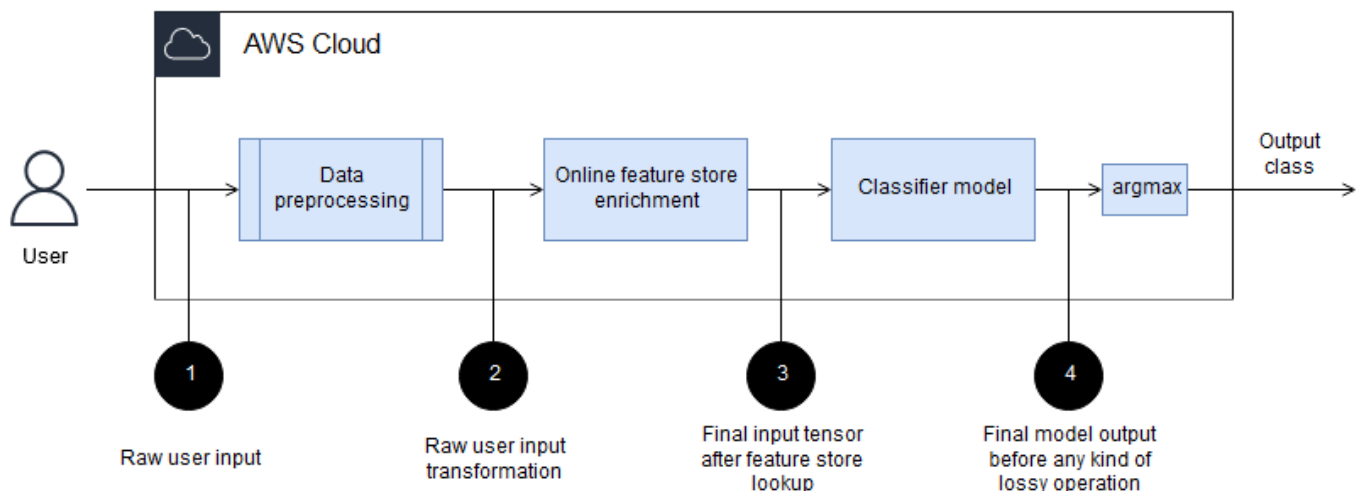 AWS Cloud
User
Data
preprocessing
Online feature store
enrichment
Classifier model
argmax
Output
class
1
2
3
4
Raw user input
Raw user input
transformation
Final input tensor
after feature store
lookup
Final model output
before any kind of
lossy operation